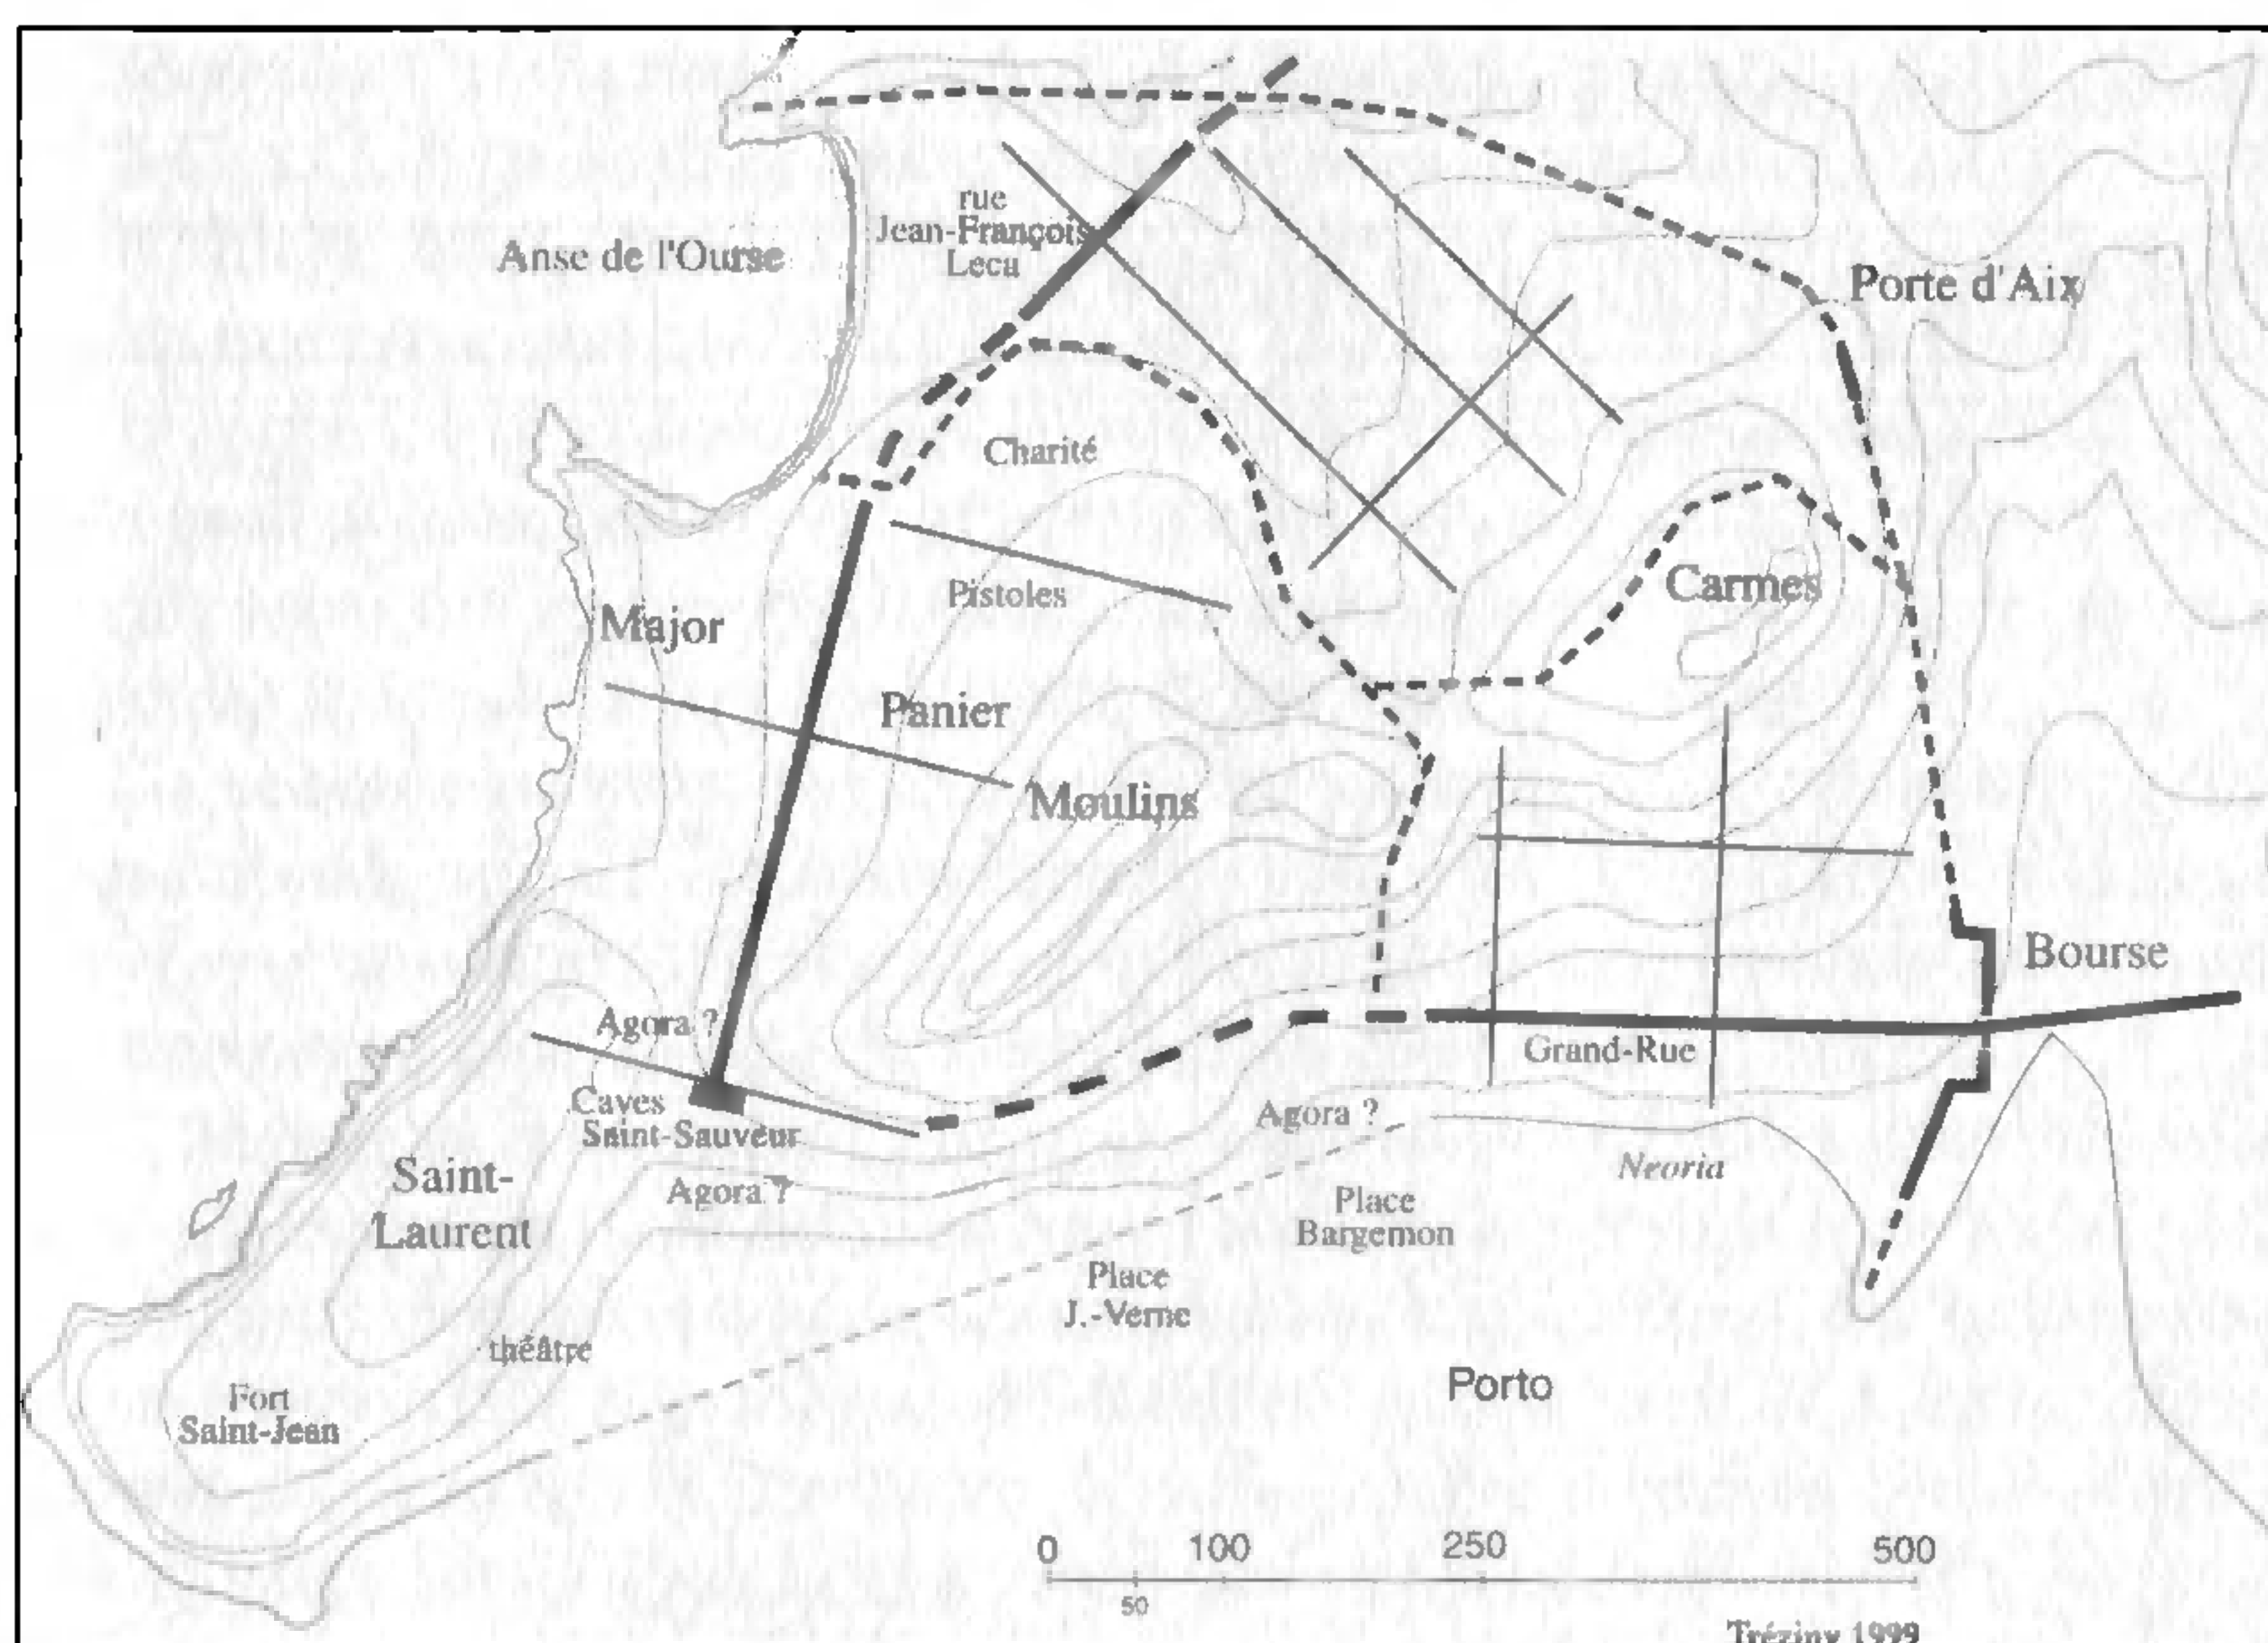 rue
Jean-François
Leca
Anse de l'Ourse
Porte d'Aix
Charité
Pistoles
Carmes
Major
Panier
Moulins
Bourse
Agora ?
Grand-Rue
Caves
Saint-Sauveur
Agora ?
Neoria
Saint-
Laurent
Agora ?
Place
Bargemon
Place
J.-Verne
théâtre
Porto
Fort
Saint-Jean
0 100 250 500
50
Tréziny 1999